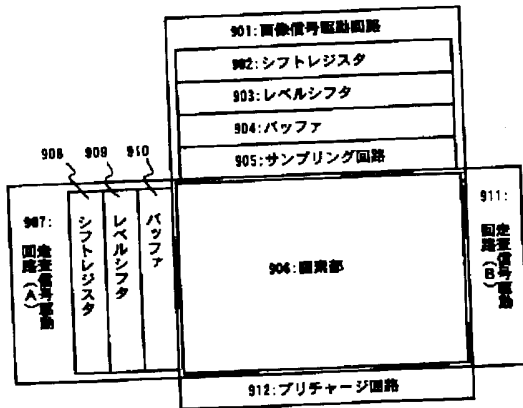 901:画像信号駆動回路
902:シフトレジスタ
903:レベルシフタ
904:バッファ
905:サンプリング回路
908 909 910
907:
走査信号駆動
回路(A)
シフトレジスタ
レベルシフタ
バッファ
906:画素部
911:
走査信号駆動
回路(B)
912:プリチャージ回路